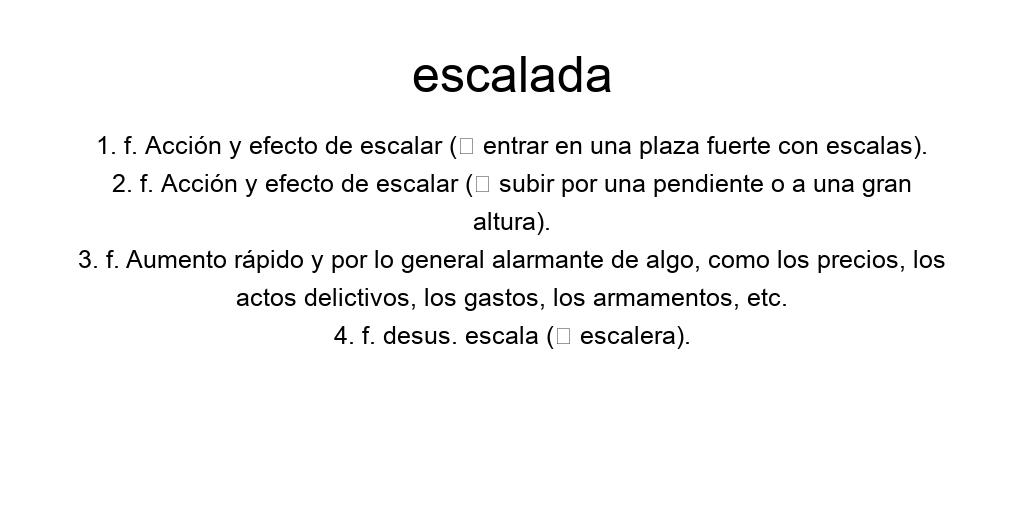 escalada
1. f. Acción y efecto de escalar (▯ entrar en una plaza fuerte con escalas).
2. f. Acción y efecto de escalar (▯ subir por una pendiente o a una gran
altura).
3. f. Aumento rápido y por lo general alarmante de algo, como los precios, los
actos delictivos, los gastos, los armamentos, etc.
4. f. desus. escala (▯ escalera).